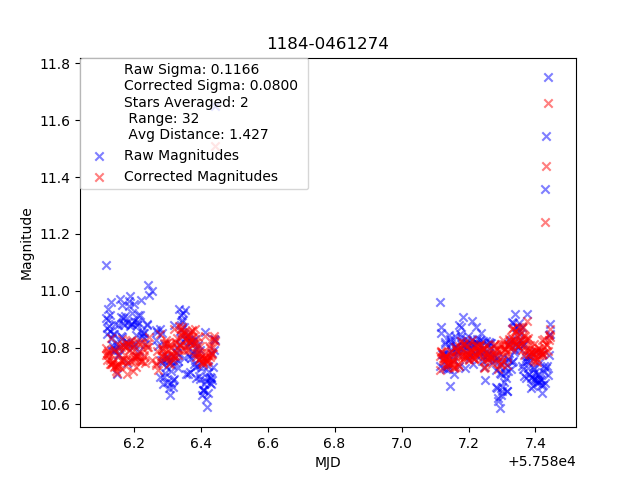 1184-0461274
Raw Sigma: 0.1166
Corrected Sigma: 0.0800
Stars Averaged: 2
Range: 32
Avg Distance: 1.427
Raw Magnitudes
Corrected Magnitudes
Magnitude
11.8
11.6
11.4
11.2
11.0
10.8
10.6
6.2 6.4 6.6 6.8 7.0 7.2 7.4
+5.758e4
MJD